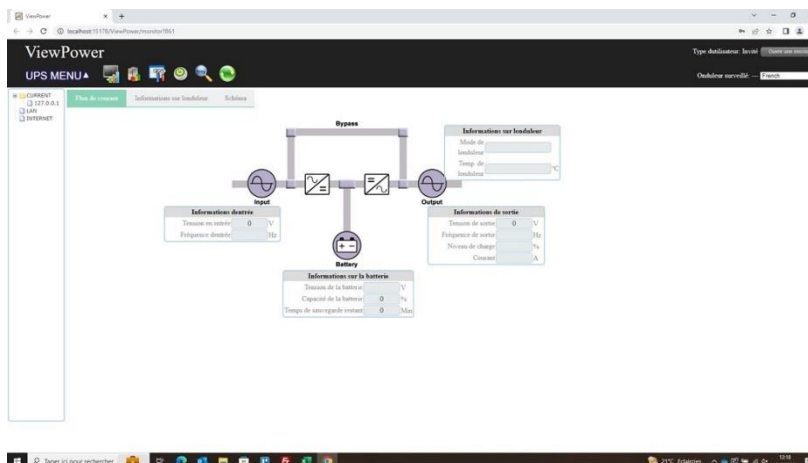 ViewPower
localhost:15178/ViewPower/monitor?861
ViewPower
Type dutilisateur: Invité
UPS MENU
Onduleur surveillé: --- French
CURRENT
127.0.0.1
LAN
INTERNET
Flux de courant
Informations sur londuleur
Schéma
Bypass
Informations sur londuleur
Mode de londuleur
Temp. de londuleur °C
Input
Output
Informations dentrée
Tension en entrée 0 V
Fréquence dentrée Hz
Informations de sortie
Tension de sortie 0 V
Fréquence de sortie Hz
Niveau de charge %
Courant A
Battery
Informations sur la batterie
Tension de la batterie V
Capacité de la batterie 0 %
Temps de sauvegarde restant 0 Mac
Taper ici pour rechercher
21°C Éclaircies